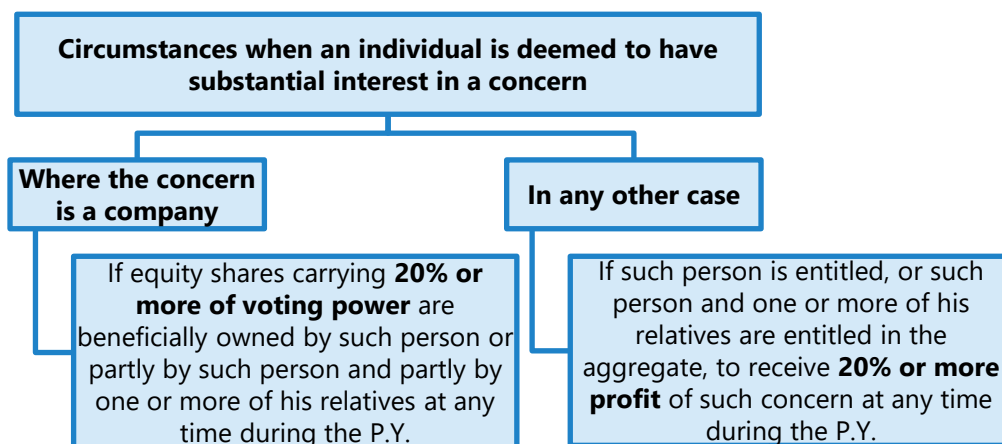 Circumstances when an individual is deemed to have
substantial interest in a concern
Where the concern
is a company
In any other case
If equity shares carrying 20% or
more of voting power are
beneficially owned by such person or
partly by such person and partly by
one or more of his relatives at any
time during the P.Y.
If such person is entitled, or such
person and one or more of his
relatives are entitled in the
aggregate, to receive 20% or more
profit of such concern at any time
during the P.Y.